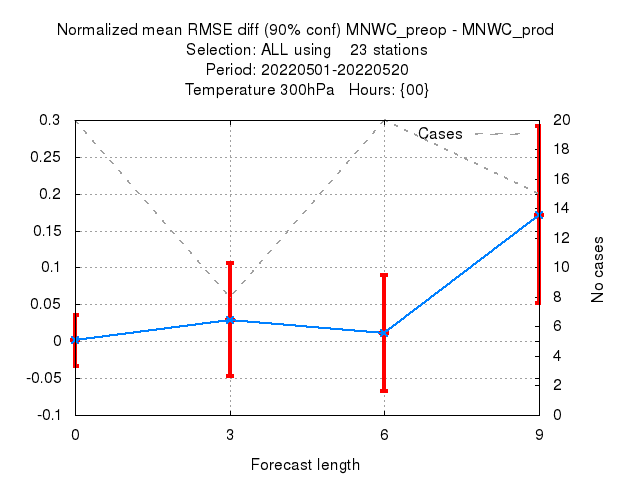 Normalized mean RMSE diff (90% conf) MNWC_preop - MNWC_prod
Selection: ALL using    23 stations
Period: 20220501-20220520
Temperature 300hPa   Hours: {00}
Cases
0.3
0.25
0.2
0.15
0.1
0.05
0
-0.05
-0.1
20
18
16
14
12
10
8
6
4
2
0
No cases
0 3 6 9
Forecast length